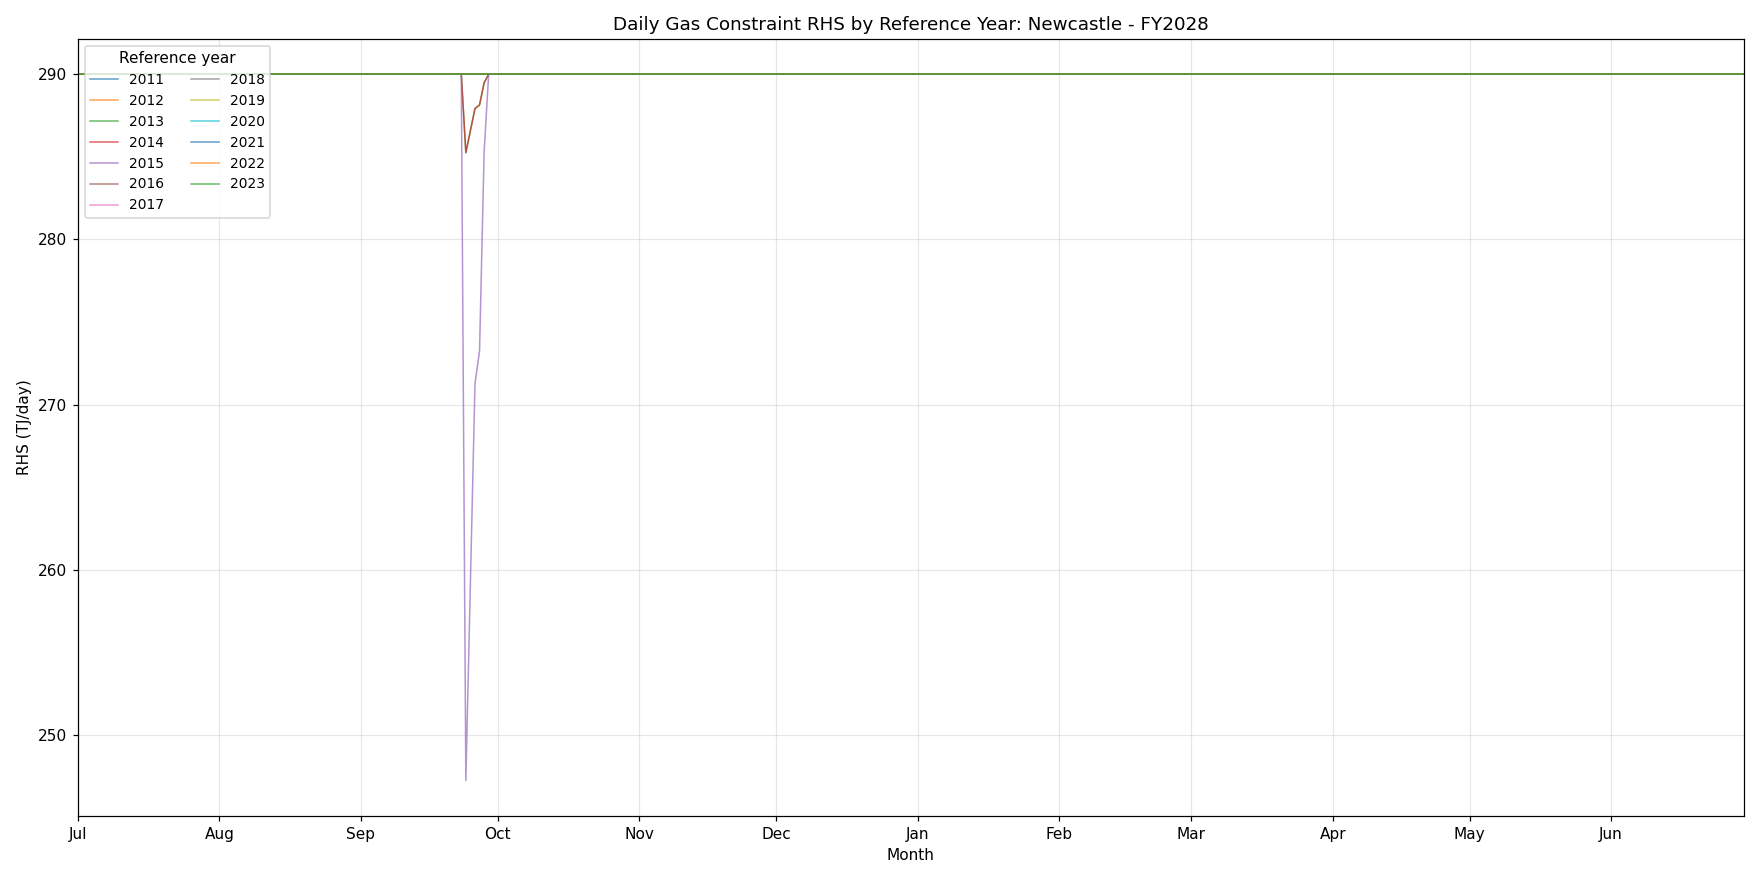 Daily Gas Constraint RHS by Reference Year: Newcastle - FY2028
Reference year
2011 2018
2012 2019
2013 2020
2014 2021
2015 2022
2016 2023
2017
290
280
270
260
250
RHS (TJ/day)
Jul Aug Sep Oct Nov Dec Jan Feb Mar Apr May Jun
Month